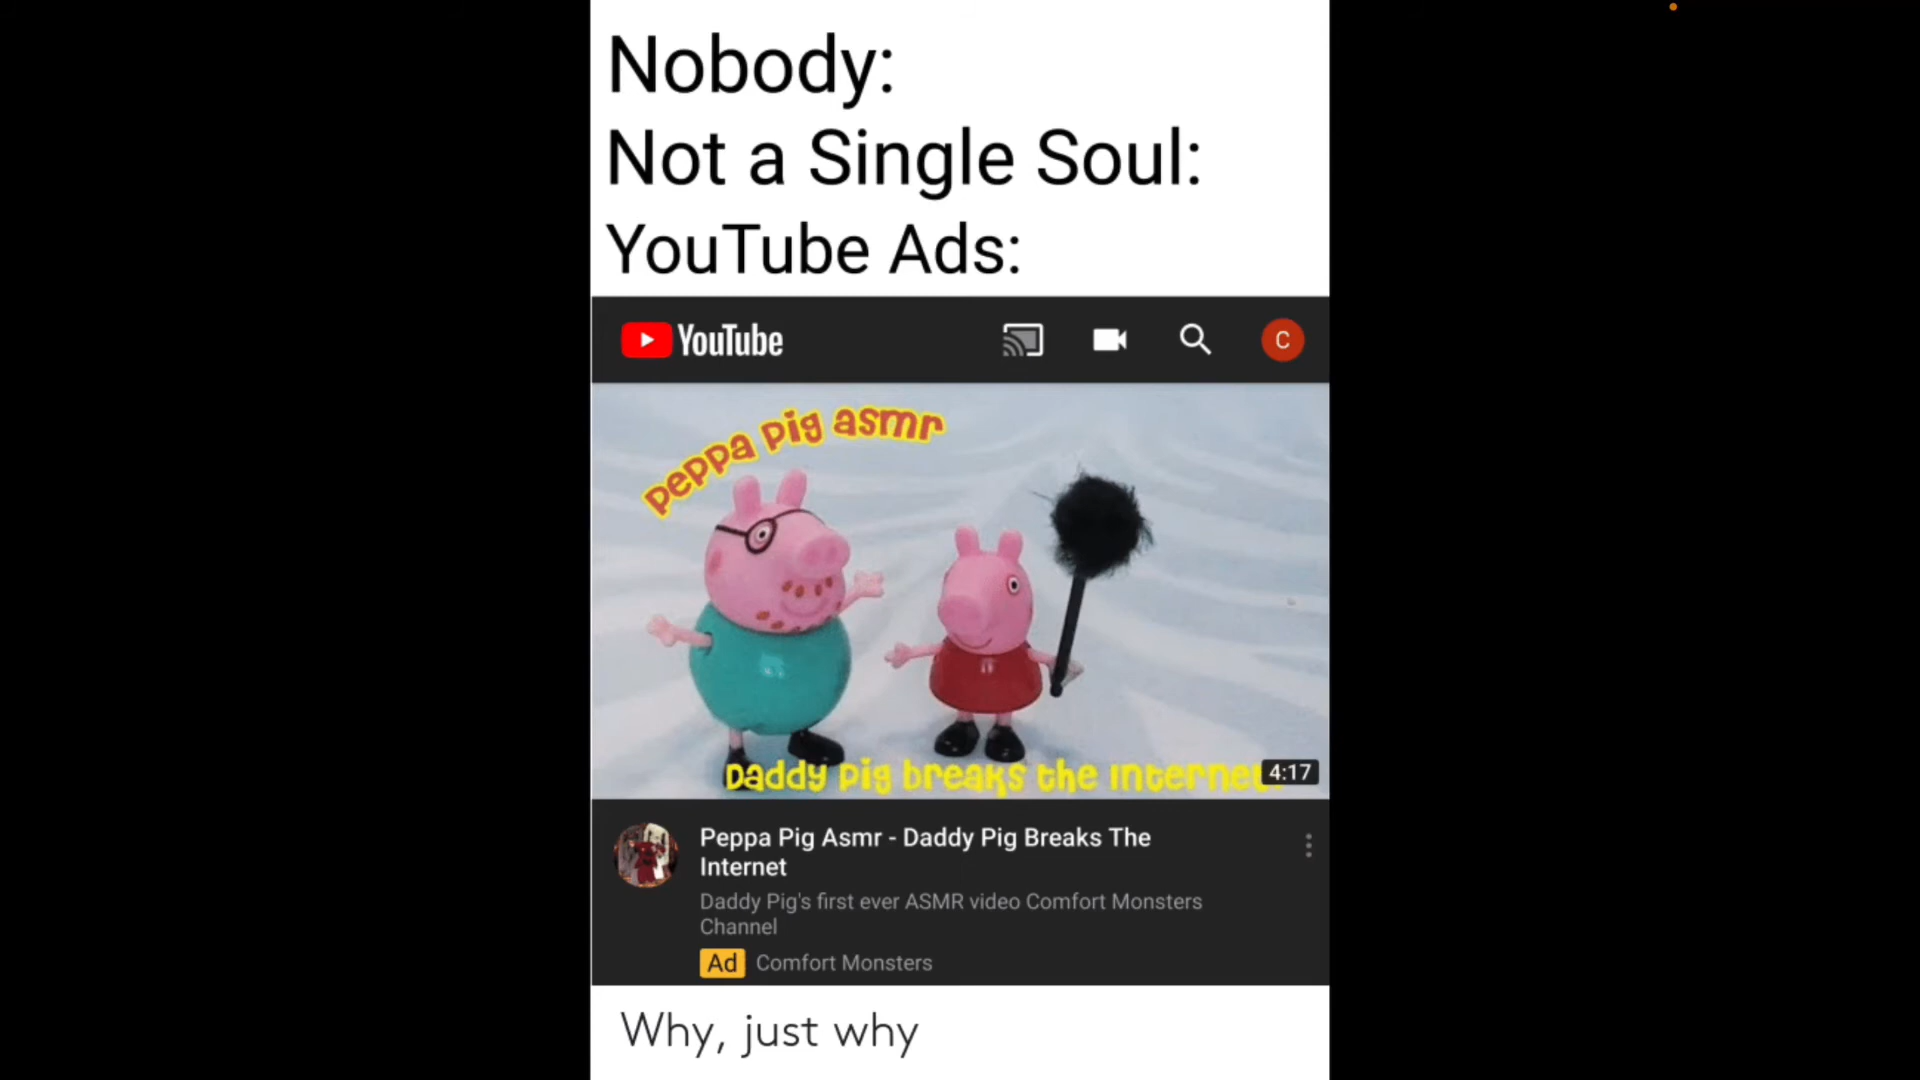 Nobody:
Not a Single Soul:
YouTube Ads:
YouTube
C
peppa pig asmr
Daddy pig breaks the internet.
4:17
Peppa Pig Asmr - Daddy Pig Breaks The
Internet
Daddy Pig's first ever ASMR video Comfort Monsters
Channel
Ad Comfort Monsters
Why, just why